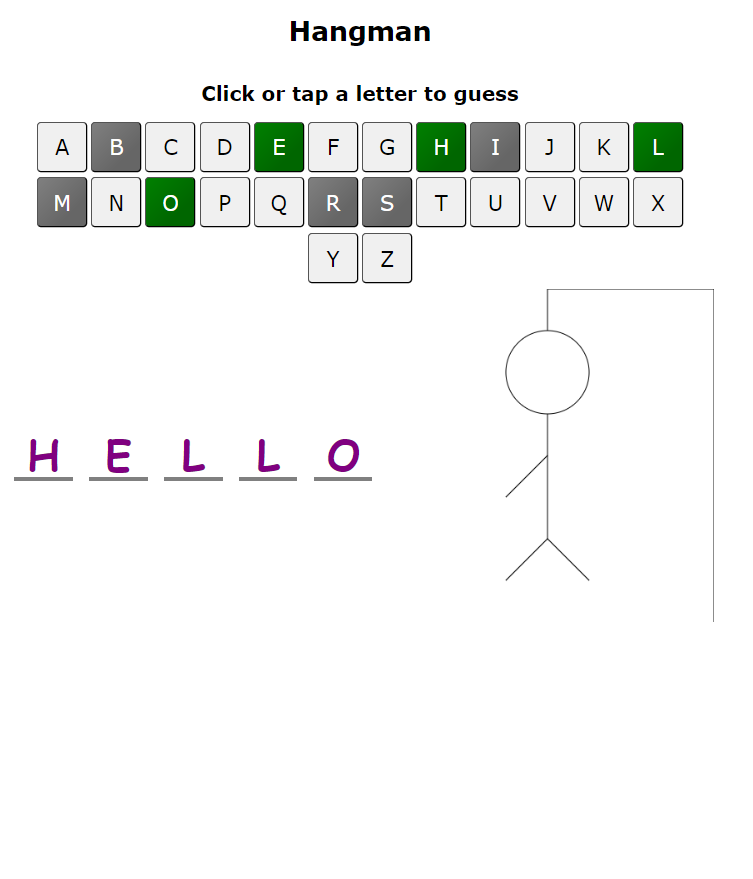 Hangman
Click or tap a letter to guess
A B C D E F G H I J K L
M N O P Q R S T U V W X
Y Z
H E L L O